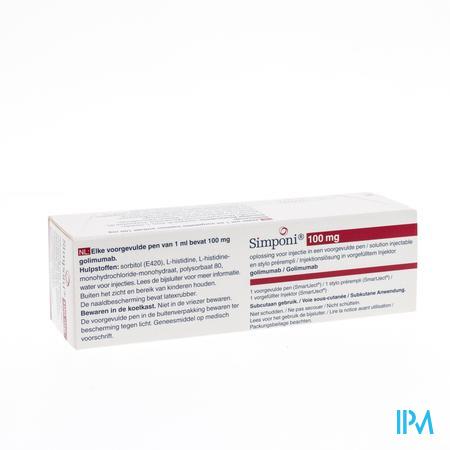 NL: Elke voorgevulde pen van 1 ml bevat 100 mg
golimumab.
Hulpstoffen: sorbitol (E420), L-histidine, L-histidine-
monohydrochloride-monohydraat, polysorbaat 80,
water voor injecties. Lees de bijsluiter voor meer informatie.
Buiten het zicht en bereik van kinderen houden.
De naaldbescherming bevat latexrubber.
Bewaren in de koelkast. Niet in de vriezer bewaren.
De voorgevulde pen in de buitenverpakking bewaren ter
bescherming tegen licht. Geneesmiddel op medisch
voorschrift.
Simponi® 100 mg
oplossing voor injectie in een voorgevulde pen / solution injectable
en stylo prérempli / Injektionslösung in vorgefülltem Injektor
golimumab / Golimumab
1 voorgevulde pen (SmartJect®) / 1 stylo prérempli (SmartJect®) /
1 vorgefüllter Injektor (SmartJect®)
Subcutaan gebruik. / Voie sous-cutanée / Subkutane Anwendung.
Niet schudden. / Ne pas secouer. / Nicht schütteln.
Lees voor het gebruik de bijsluiter. / Lire la notice avant utilisation /
Packungsbeilage beachten.
IPM